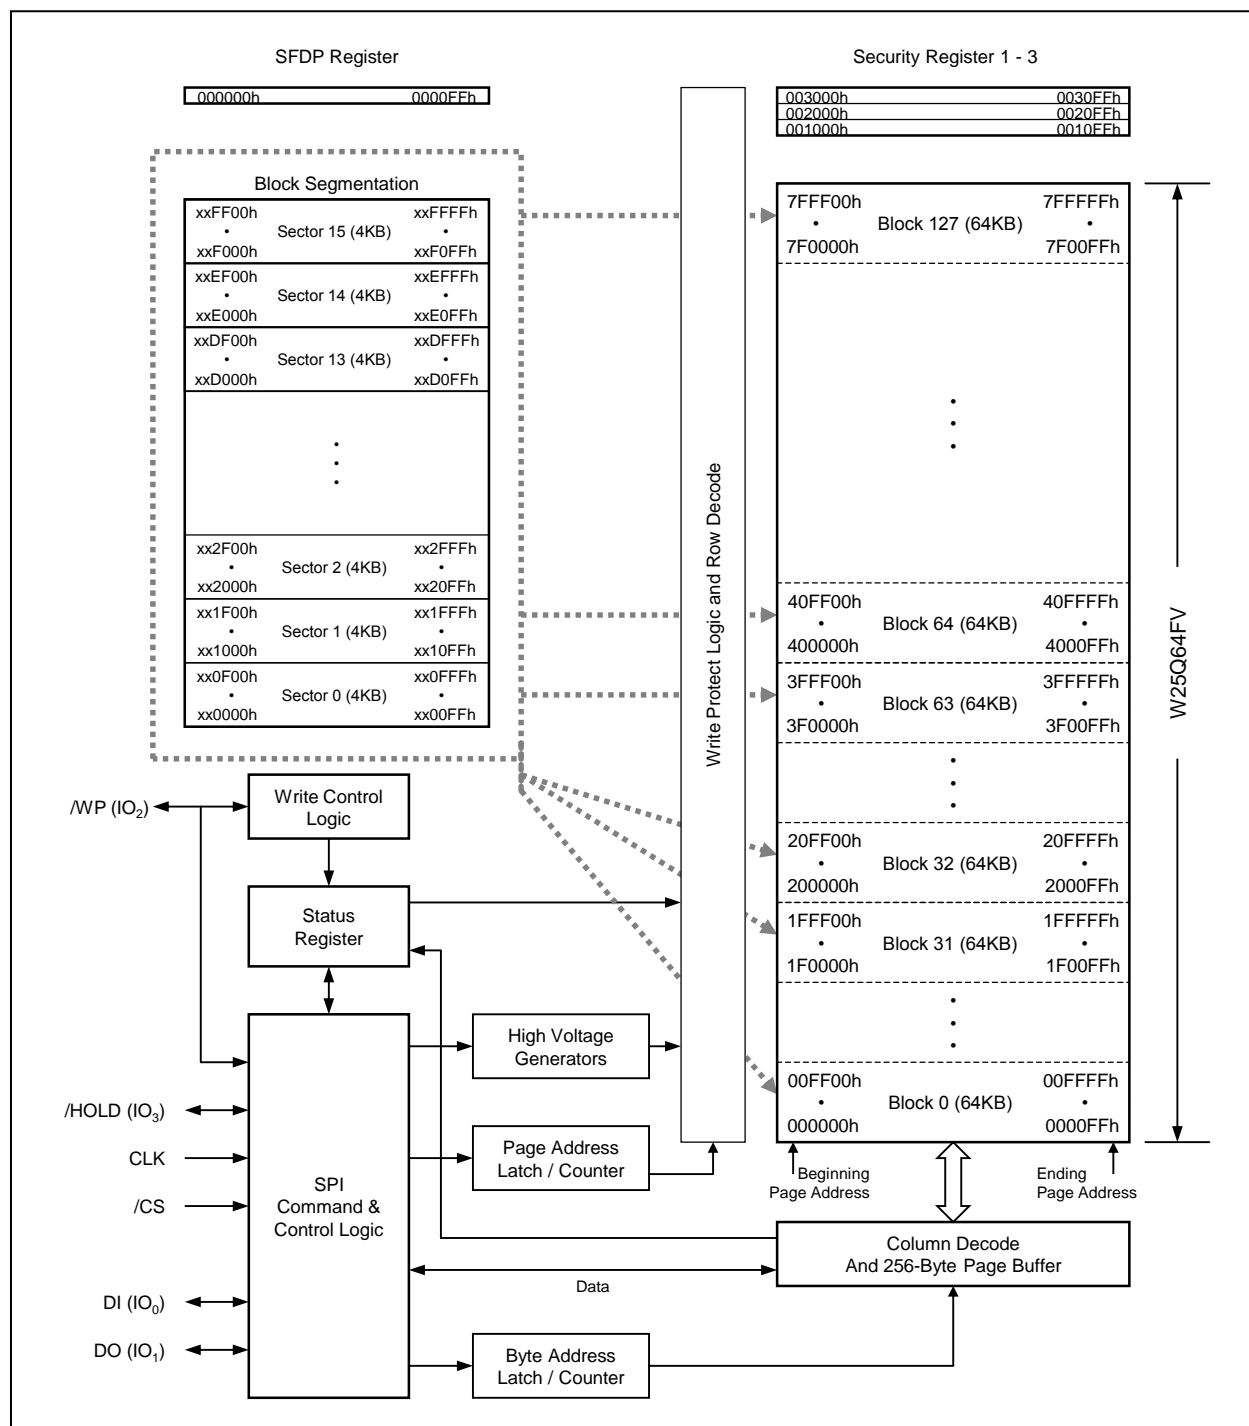 SFDP Register
000000h 0000FFh
Security Register 1 - 3
003000h 0030FFh
002000h 0020FFh
001000h 0010FFh
Block Segmentation
xxFF00h xxFFFFh
• Sector 15 (4KB) •
xxF000h xxF0FFh
xxEF00h xxEFFFh
• Sector 14 (4KB) •
xxE000h xxE0FFh
xxDF00h xxDFFFh
• Sector 13 (4KB) •
xxD000h xxD0FFh
xx2F00h xx2FFFh
• Sector 2 (4KB) •
xx2000h xx20FFh
xx1F00h xx1FFFh
• Sector 1 (4KB) •
xx1000h xx10FFh
xx0F00h xx0FFFh
• Sector 0 (4KB) •
xx0000h xx00FFh
Write Protect Logic and Row Decode
7FFF00h 7FFFFFh
• Block 127 (64KB) •
7F0000h 7F00FFh
40FF00h 40FFFFh
• Block 64 (64KB) •
400000h 4000FFh
3FFF00h 3FFFFFh
• Block 63 (64KB) •
3F0000h 3F00FFh
20FF00h 20FFFFh
• Block 32 (64KB) •
200000h 2000FFh
1FFF00h 1FFFFFh
• Block 31 (64KB) •
1F0000h 1F00FFh
00FF00h 00FFFFh
• Block 0 (64KB) •
000000h 0000FFh
W25Q64FV
Beginning
Page Address
Ending
Page Address
/WP (IO2)
Write Control
Logic
Status
Register
High Voltage
Generators
/HOLD (IO3)
CLK
/CS
DI (IO0)
DO (IO1)
SPI
Command &
Control Logic
Page Address
Latch / Counter
Column Decode
And 256-Byte Page Buffer
Data
Byte Address
Latch / Counter